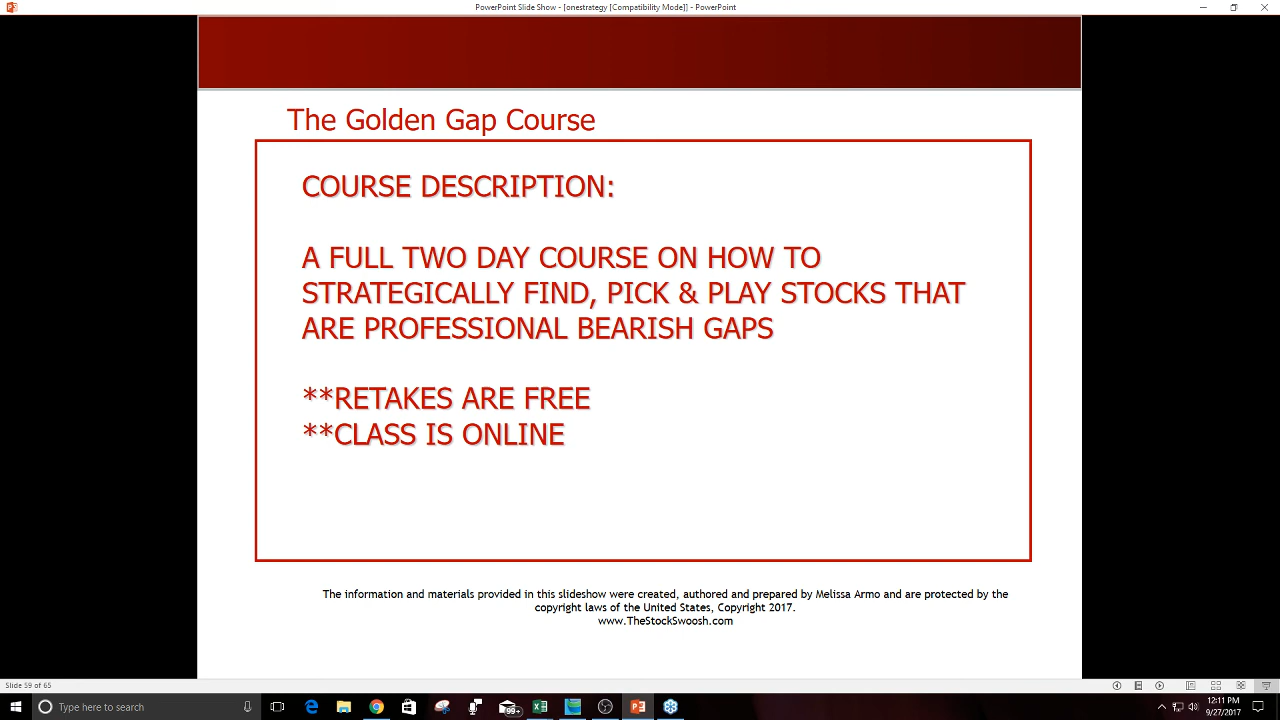 PowerPoint Slide Show - [onestrategy [Compatibility Mode]] - PowerPoint
The Golden Gap Course
COURSE DESCRIPTION:
A FULL TWO DAY COURSE ON HOW TO
STRATEGICALLY FIND, PICK & PLAY STOCKS THAT
ARE PROFESSIONAL BEARISH GAPS
**RETAKES ARE FREE
**CLASS IS ONLINE
The information and materials provided in this slideshow were created, authored and prepared by Melissa Armo and are protected by the
copyright laws of the United States, Copyright 2017.
www.TheStockSwoosh.com
Slide 59 of 65
Type here to search
99+
12:11 PM
9/27/2017